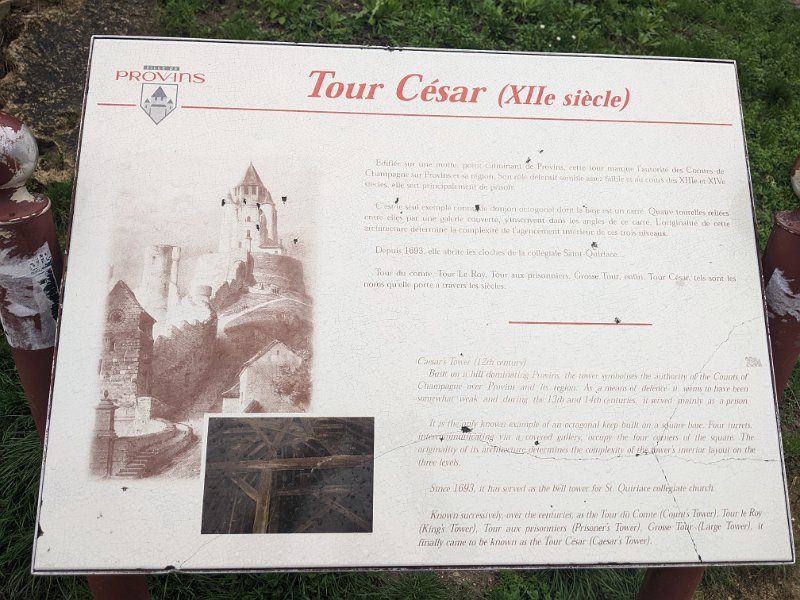 VILLE DE
PROVINS
Tour César (XIIe siècle)
Edifiée sur une motte, point culminant de Provins, cette tour marque l'autorité des Comtes de
Champagne sur Provins et sa région. Son rôle défensif semble assez faible et au cours des XIIIe et XIVe
siècles, elle sert principalement de prison.
C'est le seul exemple connu de donjon octogonal dont la base est un carré. Quatre tourelles reliées
entre elles par une galerie couverte, s'inscrivent dans les angles de ce carré. L'originalité de cette
architecture détermine la complexité de l'agencement intérieur de ces trois niveaux.
Depuis 1693, elle abrite les cloches de la collégiale Saint-Quiriace...
Tour du comte, Tour Le Roy, Tour aux prisonniers, Grosse Tour, enfin, Tour César, tels sont les
noms qu'elle porte à travers les siècles.
Caesar's Tower (12th century)
Built on a hill dominating Provins, the tower symbolises the authority of the Counts of
Champagne over Provins and its region. As a means of defence it seems to have been
somewhat weak and during the 13th and 14th centuries, it served mainly as a prison.
It is the only known example of an octagonal keep built on a square base. Four turrets,
intercommunicating via a covered gallery, occupy the four corners of the square. The
originality of its architecture determines the complexity of the tower's interior layout on the
three levels.
Since 1693, it has served as the bell tower for St. Quiriace collegiate church.
Known successively, over the centuries, as the Tour du Comte (Count's Tower), Tour le Roy
(King's Tower), Tour aux prisonniers (Prisoner's Tower), Grosse Tour (Large Tower), it
finally came to be known as the Tour César (Caesar's Tower).